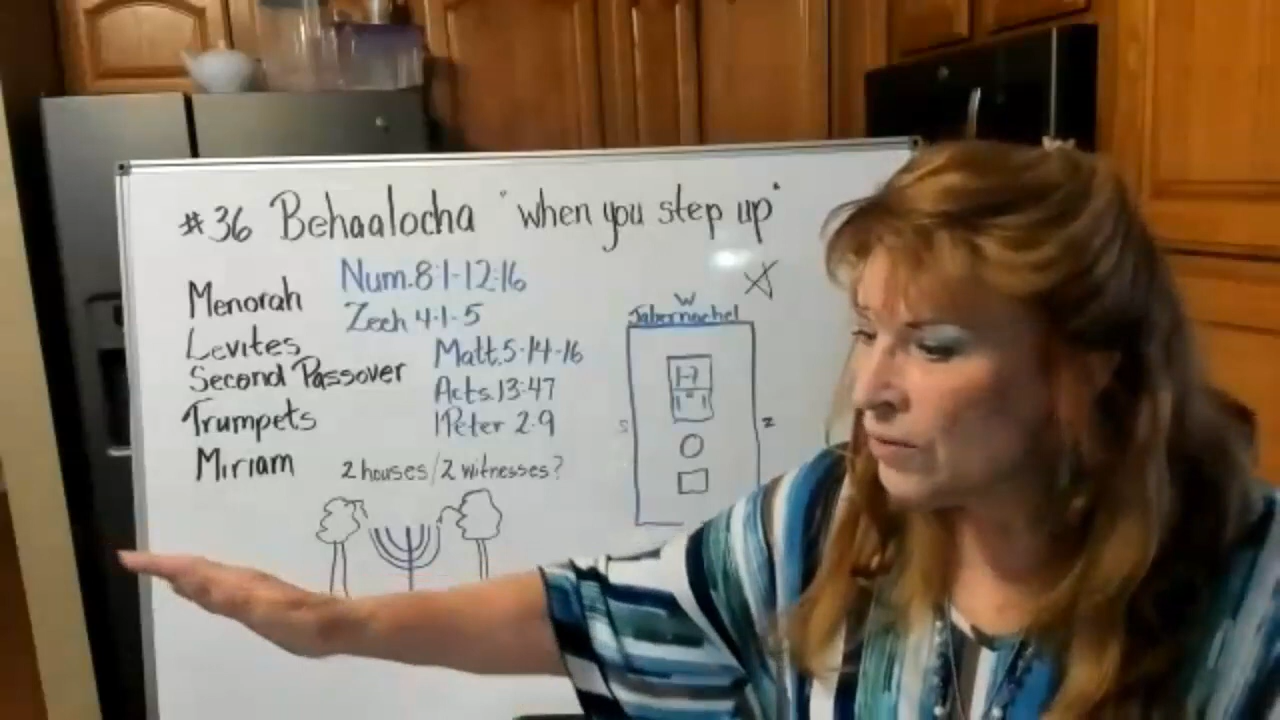 #36 Behaalocha "when you step up"
Menorah
Num.8:1-12:16
Zech 4:1-5
Levites
Matt.5-14-16
Second Passover
Acts.13:47
Trumpets
1Peter 2:9
Miriam
2 houses/2 witnesses?
W
Tabernachel
S
N